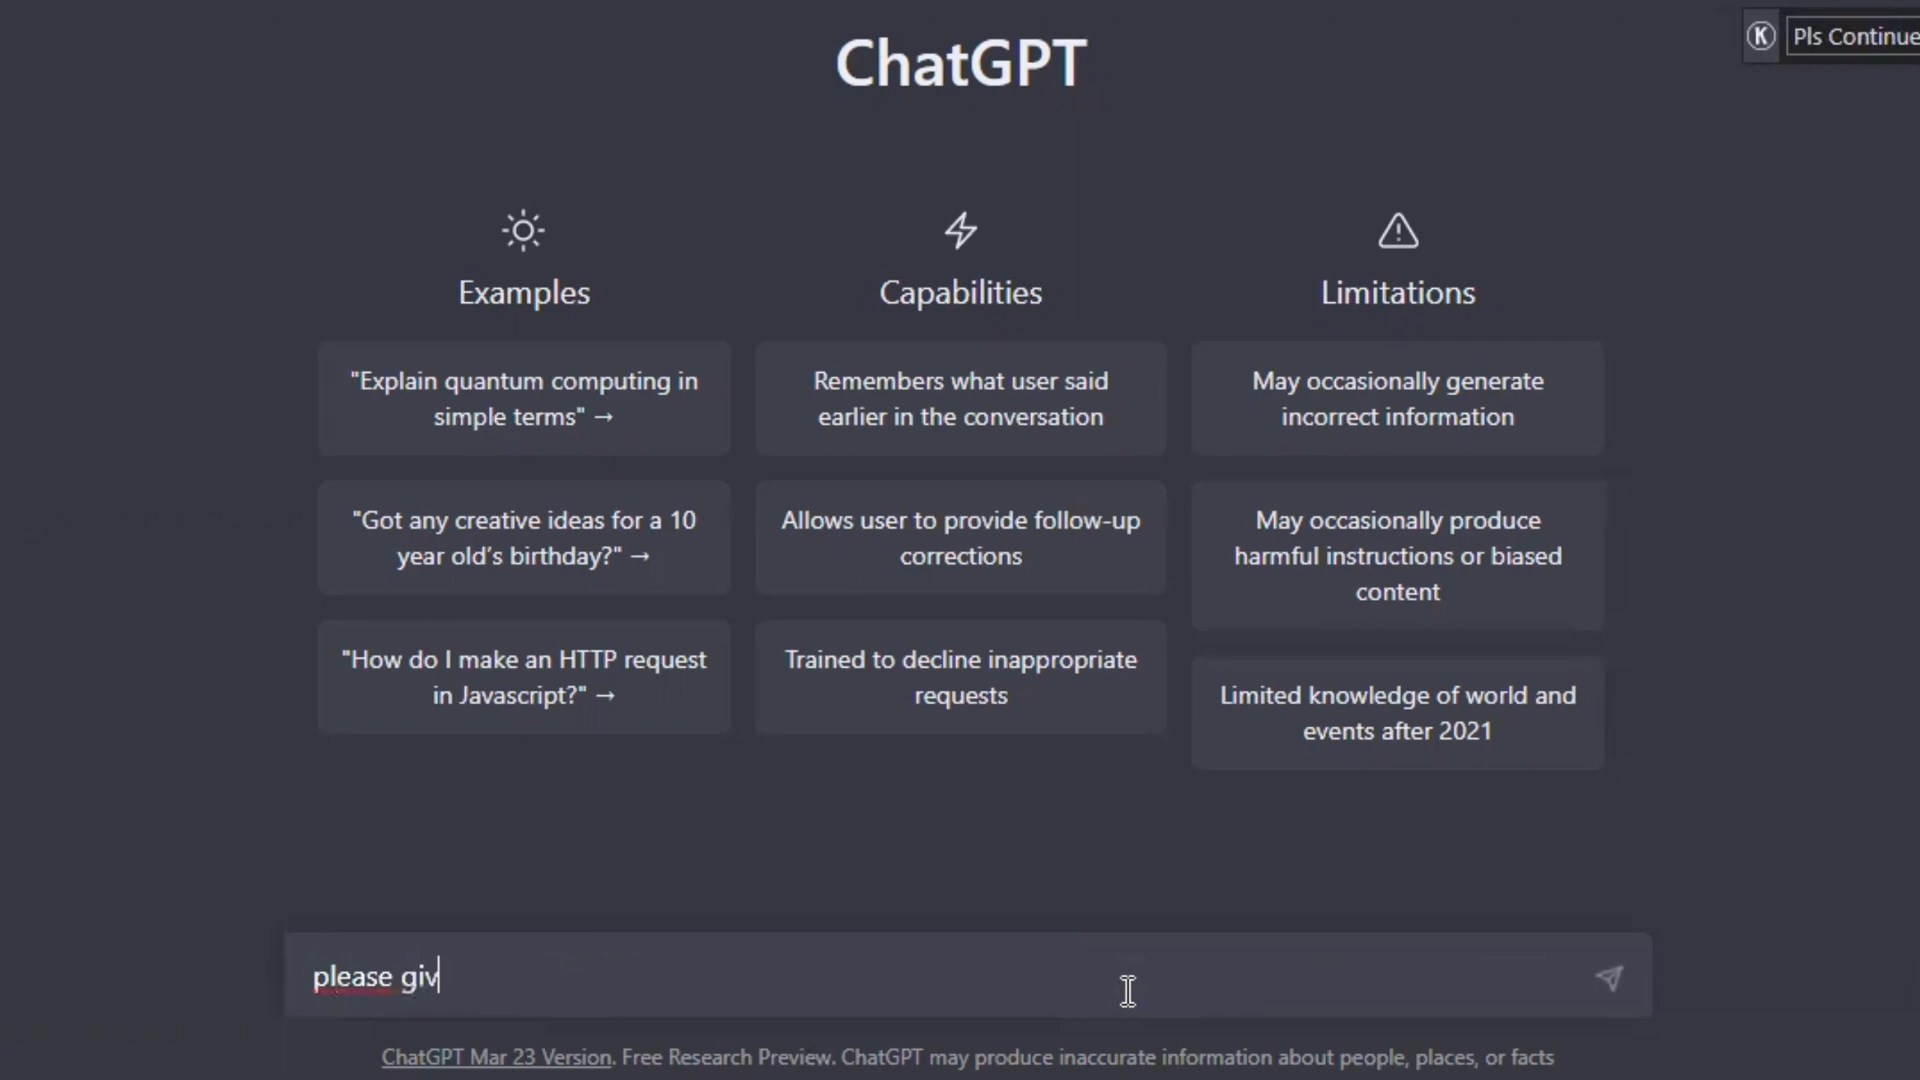 ChatGPT
K Pls Continue
Examples
"Explain quantum computing in
simple terms" →
"Got any creative ideas for a 10
year old’s birthday?" →
"How do I make an HTTP request
in Javascript?" →
Capabilities
Remembers what user said
earlier in the conversation
Allows user to provide follow-up
corrections
Trained to decline inappropriate
requests
Limitations
May occasionally generate
incorrect information
May occasionally produce
harmful instructions or biased
content
Limited knowledge of world and
events after 2021
please giv
ChatGPT Mar 23 Version. Free Research Preview. ChatGPT may produce inaccurate information about people, places, or facts